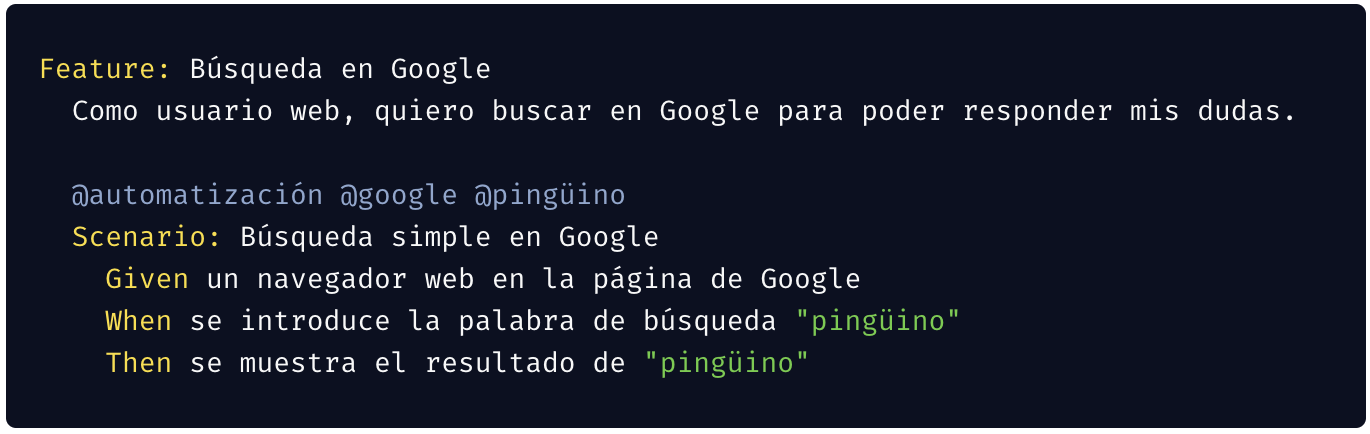 Feature: Búsqueda en Google
Como usuario web, quiero buscar en Google para poder responder mis dudas.
@automatización @google @pingüino
Scenario: Búsqueda simple en Google
Given un navegador web en la página de Google
When se introduce la palabra de búsqueda "pingüino"
Then se muestra el resultado de "pingüino"